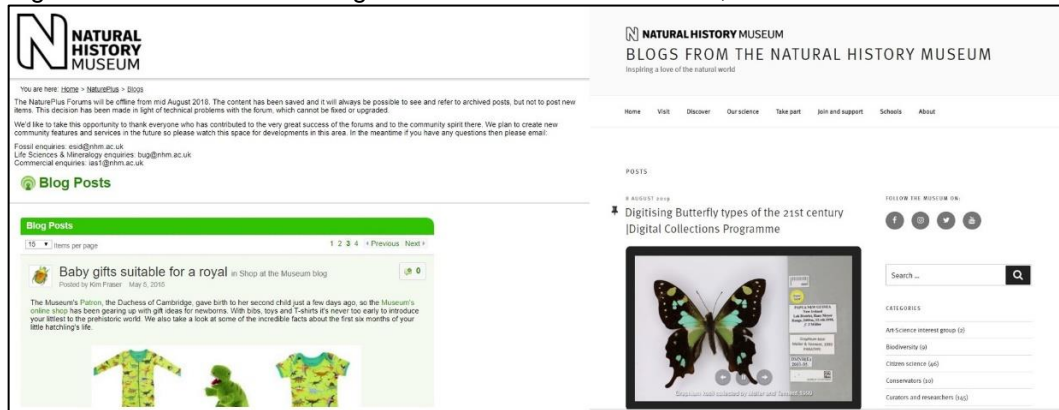 NATURAL
HISTORY
MUSEUM
You are here: Home > NaturePlus > Blogs
The NaturePlus Forums will be offline from mid August 2018. The content has been saved and it will always be possible to see and refer to archived posts, but not to post new
items. This decision has been made in light of technical problems with the forum, which cannot be fixed or upgraded.
We'd like to take this opportunity to thank everyone who has contributed to the very great success of the forums and to the community spirit there. We plan to create new
community features and services in the future so please watch this space for developments in this area. In the meantime if you have any questions then please email:
Fossil enquiries: esid@nhm.ac.uk
Life Sciences & Mineralogy enquiries: bug@nhm.ac.uk
Commercial enquiries: ias1@nhm.ac.uk
Blog Posts
Blog Posts
15 items per page
1 2 3 4 Previous Next
Baby gifts suitable for a royal in Shop at the Museum blog
0
Posted by Kim Fraser May 8, 2015
The Museum's Patron, the Duchess of Cambridge, gave birth to her second child just a few days ago, so the Museum's
online shop has been gearing up with gift ideas for newborns. With bibs, toys and T-shirts it's never too early to introduce
your littlest to the prehistoric world. We also take a look at some of the incredible facts about the first six months of your
little hatchling's life.
NATURAL HISTORY MUSEUM
BLOGS FROM THE NATURAL HISTORY MUSEUM
Inspiring a love of the natural world
Home Visit Discover Our science Take part Join and support Schools About
POSTS
8 AUGUST 2019
Digitising Butterfly types of the 21st century
|Digital Collections Programme
PAPUA NEW GUINEA
New Ireland
FOLLOW THE MUSEUM ON:
Search ...
CATEGORIES
Art-Science interest group (2)
Biodiversity (9)
Citizen science (46)
Conservators (10)
Curators and researchers (145)